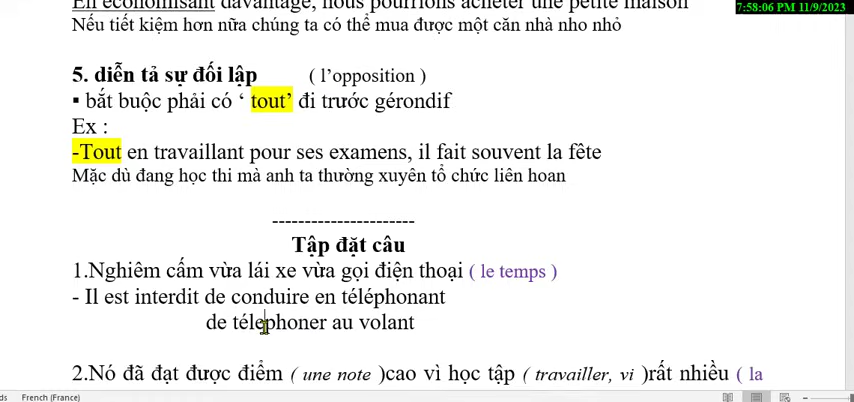 7:58:06 PM 11/9/2023
En économisant davantage, nous pourrions acheter une petite maison
Nếu tiết kiệm hơn nữa chúng ta có thể mua được một căn nhà nho nhỏ
5. diễn tả sự đối lập ( l’opposition )
▪ bắt buộc phải có ‘ tout’ đi trước gérondif
Ex :
-Tout en travaillant pour ses examens, il fait souvent la fête
Mặc dù đang học thi mà anh ta thường xuyên tổ chức liên hoan
----------------------
Tập đặt câu
1.Nghiêm cấm vừa lái xe vừa gọi điện thoại ( le temps )
- Il est interdit de conduire en téléphonant
de télephoner au volant
2.Nó đã đạt được điểm ( une note )cao vì học tập ( travailler, vi )rất nhiều ( la
ds French (France)